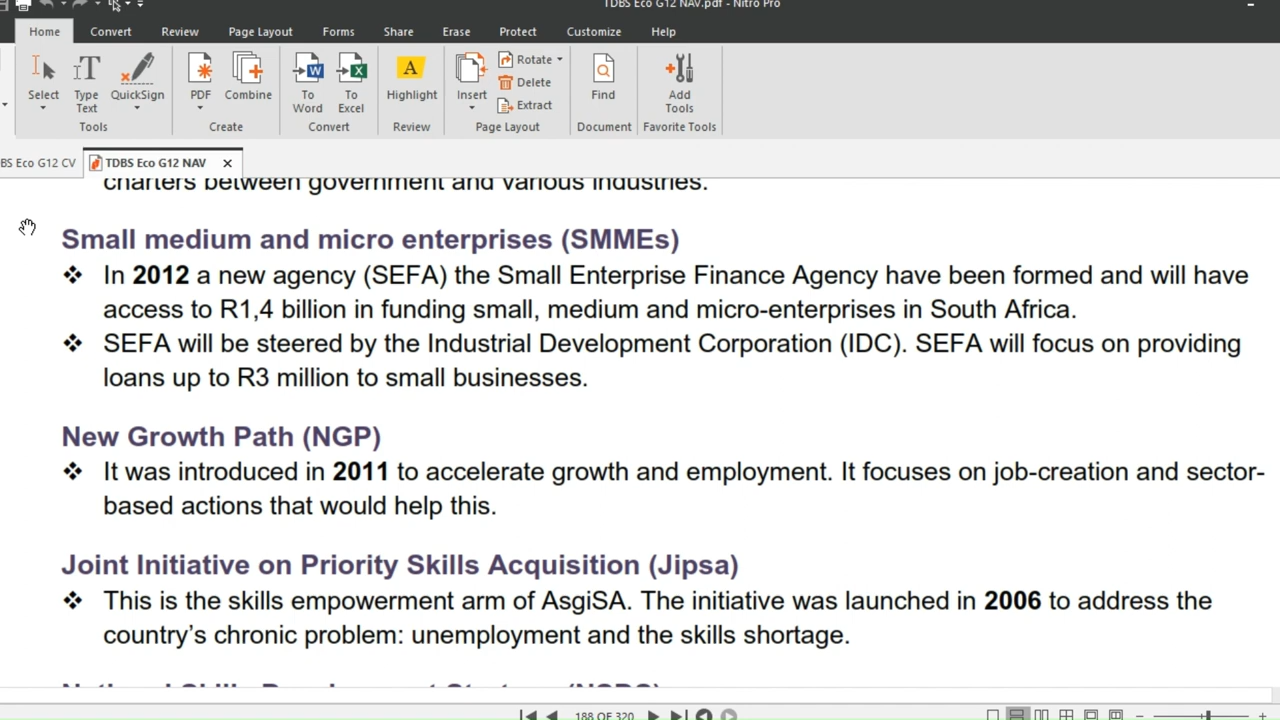 TDBS Eco G12 NAV.pdf - Nitro Pro
Home Convert Review Page Layout Forms Share Erase Protect Customize Help
Select Type Text QuickSign PDF Combine To Word To Excel Highlight Insert Rotate Delete Extract Find Add Tools
Tools Create Convert Review Page Layout Document Favorite Tools
BS Eco G12 CV TDBS Eco G12 NAV
charters between government and various industries.
Small medium and micro enterprises (SMMEs)
❖ In 2012 a new agency (SEFA) the Small Enterprise Finance Agency have been formed and will have
access to R1,4 billion in funding small, medium and micro-enterprises in South Africa.
❖ SEFA will be steered by the Industrial Development Corporation (IDC). SEFA will focus on providing
loans up to R3 million to small businesses.
New Growth Path (NGP)
❖ It was introduced in 2011 to accelerate growth and employment. It focuses on job-creation and sector-
based actions that would help this.
Joint Initiative on Priority Skills Acquisition (Jipsa)
❖ This is the skills empowerment arm of AsgiSA. The initiative was launched in 2006 to address the
country's chronic problem: unemployment and the skills shortage.
188 OF 320